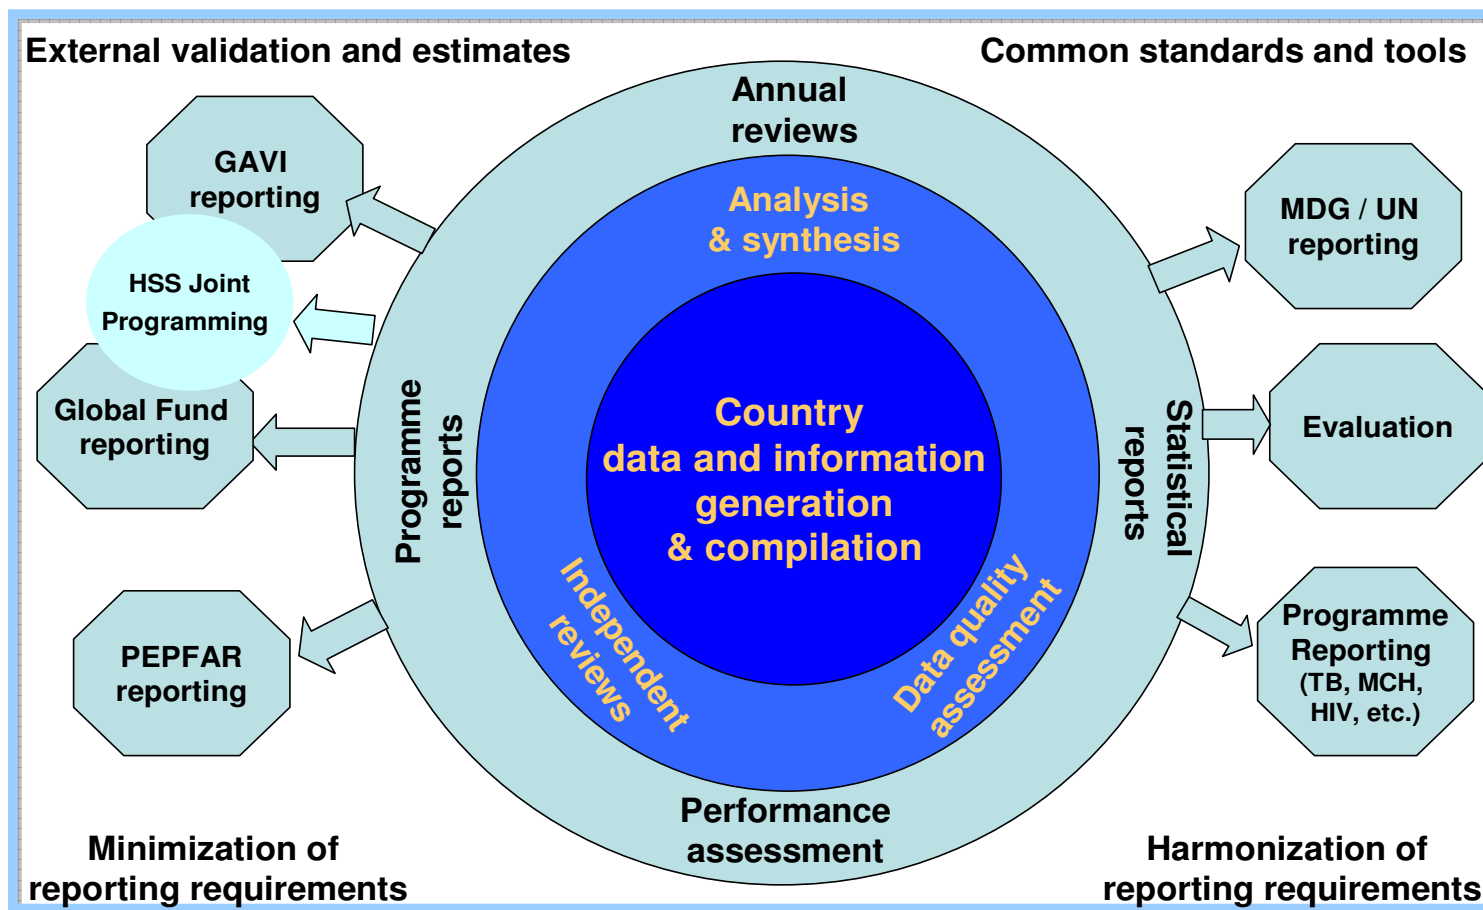 External validation and estimates
Common standards and tools
Annual
reviews
GAVI
reporting
HSS Joint
Programming
Global Fund
reporting
PEPFAR
reporting
Programme
reports
Analysis
& synthesis
Country
data and information
generation
& compilation
Independent
reviews
Data quality
assessment
Statistical
reports
Performance
assessment
MDG / UN
reporting
Evaluation
Programme
Reporting
(TB, MCH,
HIV, etc.)
Minimization of
reporting requirements
Harmonization of
reporting requirements